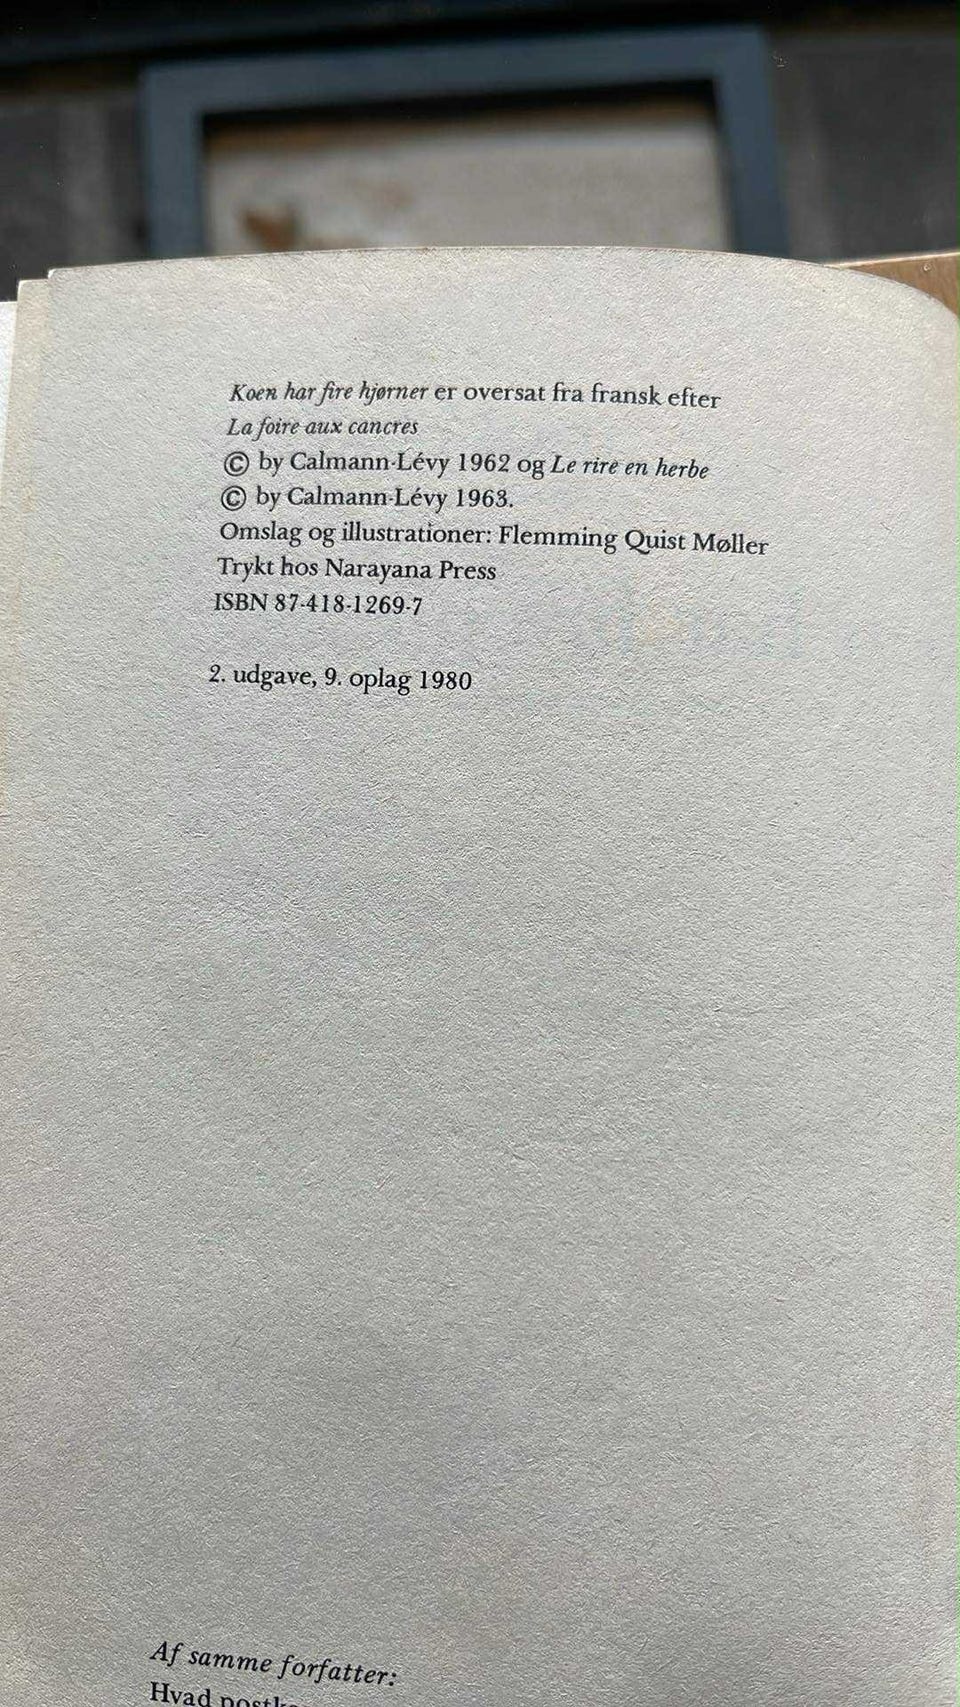 Koen har fire hjørner er oversat fra fransk efter
La foire aux cancres
© by Calmann-Lévy 1962 og Le rire en herbe
© by Calmann-Lévy 1963.
Omslag og illustrationer: Flemming Quist Møller
Trykt hos Narayana Press
ISBN 87-418-1269-7
2. udgave, 9. oplag 1980
Af samme forfatter:
Hvad